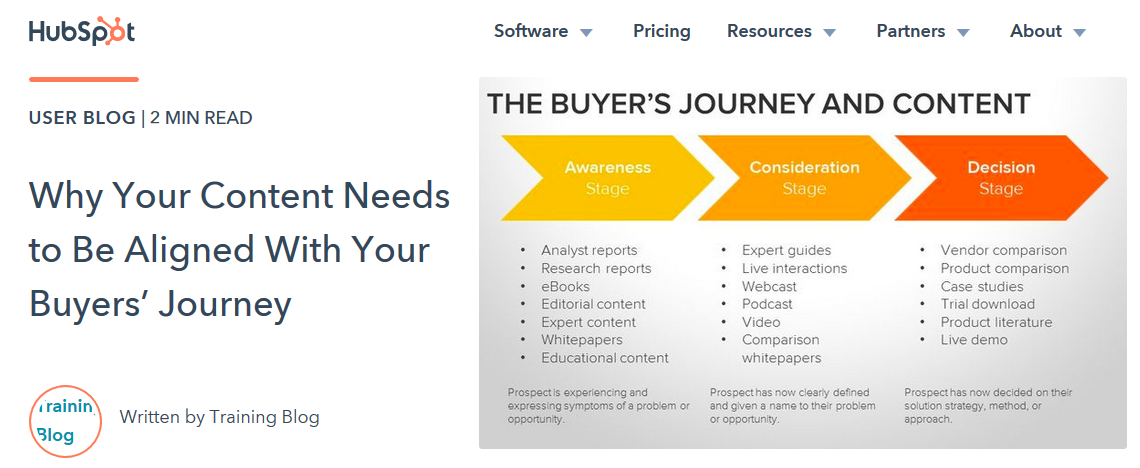 HubSpot
Software
Pricing
Resources
Partners
About
USER BLOG | 2 MIN READ
Why Your Content Needs
to Be Aligned With Your
Buyers’ Journey
Training
Blog
Written by Training Blog
THE BUYER’S JOURNEY AND CONTENT
Awareness
Stage
• Analyst reports
• Research reports
• eBooks
• Editorial content
• Expert content
• Whitepapers
• Educational content
Prospect is experiencing and
expressing symptoms of a problem or
opportunity.
Consideration
Stage
• Expert guides
• Live interactions
• Webcast
• Podcast
• Video
• Comparison
whitepapers
Prospect has now clearly defined
and given a name to their problem
or opportunity.
Decision
Stage
• Vendor comparison
• Product comparison
• Case studies
• Trial download
• Product literature
• Live demo
Prospect has now decided on their
solution strategy, method, or
approach.